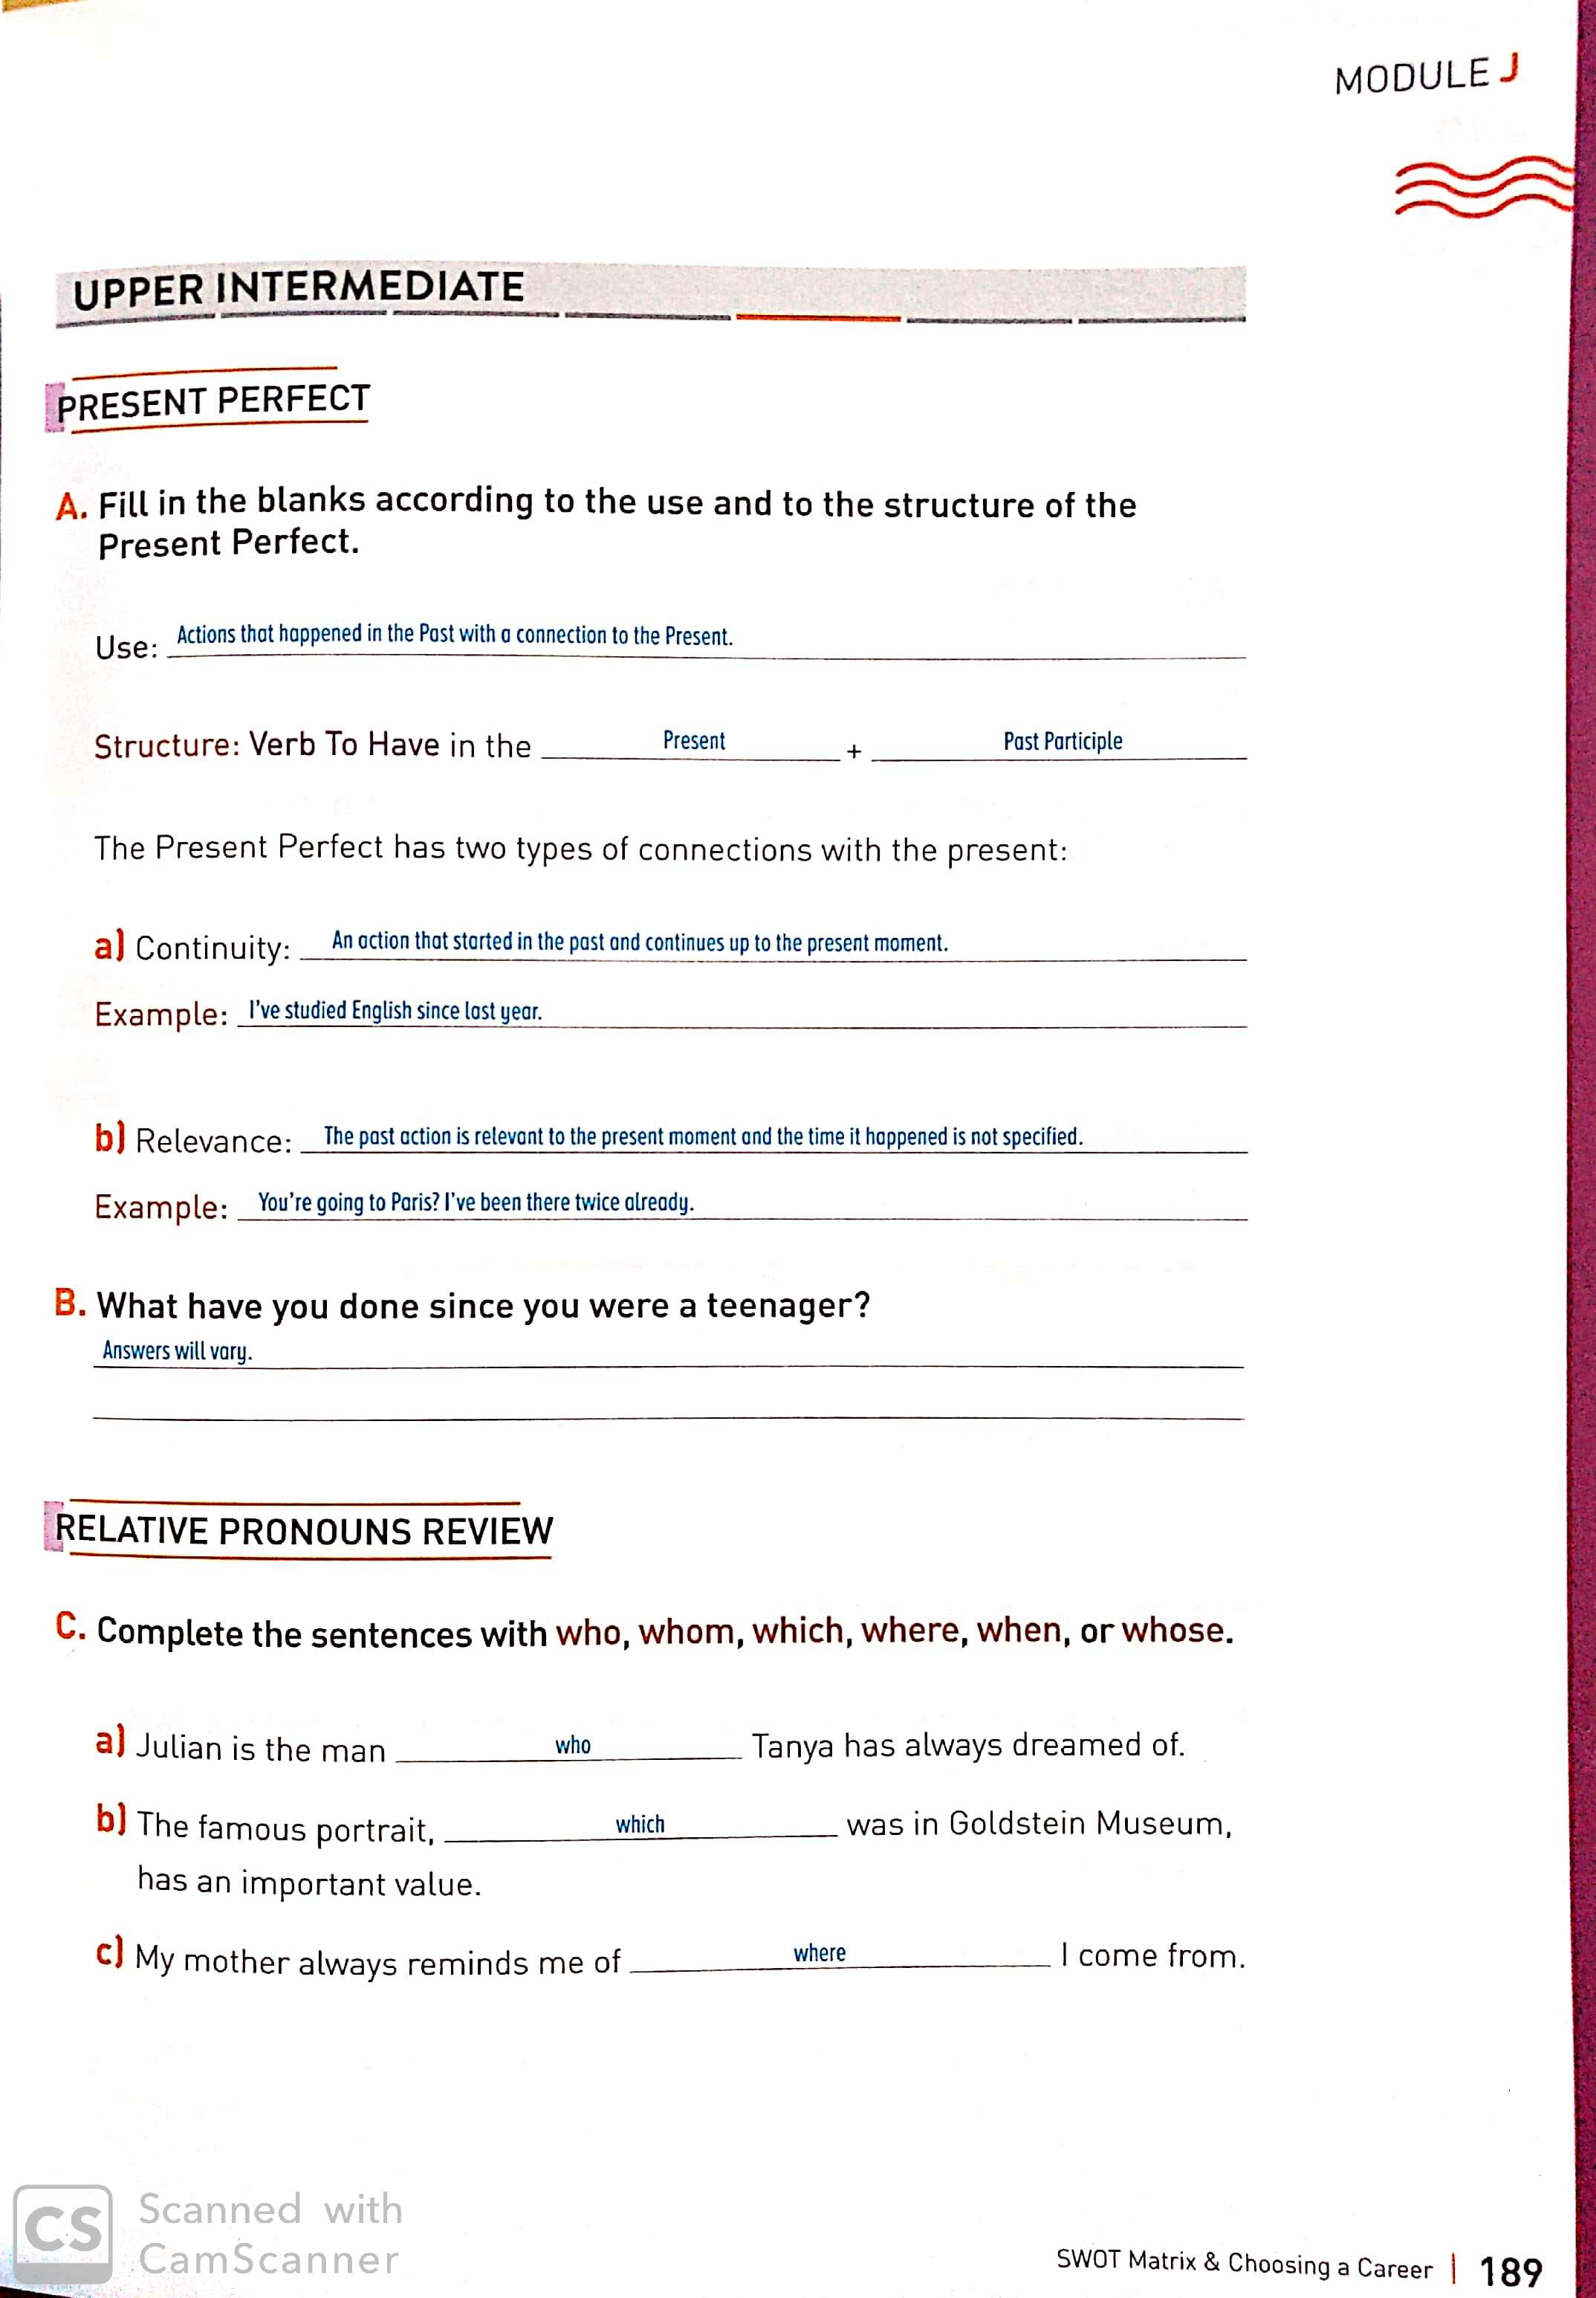 MODULE J
UPPER INTERMEDIATE
PRESENT PERFECT
A. Fill in the blanks according to the use and to the structure of the
Present Perfect.
Use: Actions that happened in the Past with a connection to the Present.
Structure: Verb To Have in the Present + Past Participle
The Present Perfect has two types of connections with the present:
a) Continuity: An action that started in the past and continues up to the present moment.
Example: I've studied English since last year.
b) Relevance: The past action is relevant to the present moment and the time it happened is not specified.
Example: You're going to Paris? I've been there twice already.
B. What have you done since you were a teenager?
Answers will vary.
RELATIVE PRONOUNS REVIEW
C. Complete the sentences with who, whom, which, where, when, or whose.
a) Julian is the man who Tanya has always dreamed of.
b) The famous portrait, which was in Goldstein Museum,
has an important value.
c) My mother always reminds me of where I come from.
CS Scanned with
CamScanner
SWOT Matrix & Choosing a Career | 189